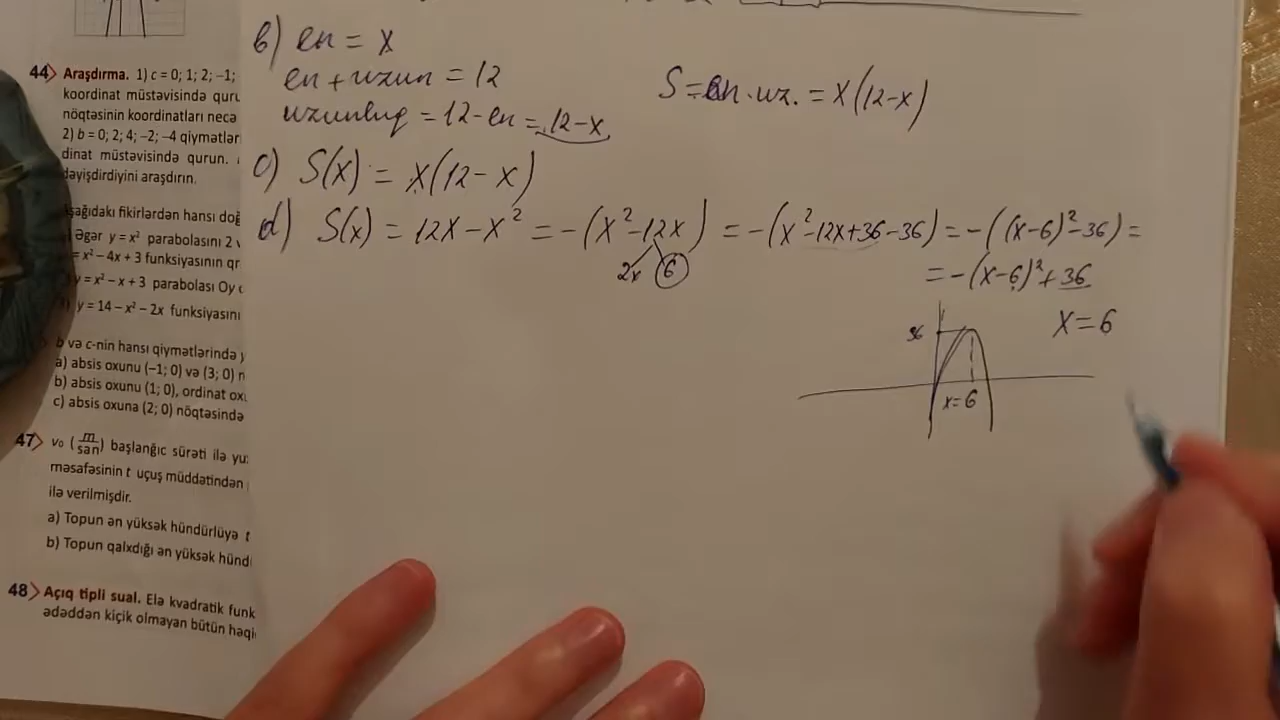 44 Araşdırma. 1) c = 0; 1; 2; −1;
koordinat müstəvisində quru
nöqtəsinin koordinatları necə
2) b = 0; 2; 4; −2; −4 qiymətlər
dinat müstəvisində qurun.
dəyişdirdiyini araşdırın.
şağıdakı fikirlərdən hansı doğ
Əgər y = x² parabolasını 2
= x² − 4x + 3 funksiyasının qr
y = x² − x + 3 parabolası Oy
y = 14 − x² − 2x funksiyasını
b və c-nin hansı qiymətlərində y
a) absis oxunu (−1; 0) və (3; 0) n
b) absis oxunu (1; 0), ordinat ox
c) absis oxuna (2; 0) nöqtəsində
47 v₀ (m/san) başlanğıc sürəti ilə yu
məsafəsinin t uçuş müddətindən
ilə verilmişdir.
a) Topun ən yüksək hündürlüyə t
b) Topun qalxdığı ən yüksək hünd
48 Açıq tipli sual. Elə kvadratik funk
ədəddən kiçik olmayan bütün həqi
b) en = x
en + uzun = 12
uzunluq = 12 - en = 12 - x
S = en · uz. = x(12-x)
c) S(x) = x(12 - x)
d) S(x) = 12x - x² = -(x² - 12x) = -(x² - 12x + 36 - 36) = -((x-6)² - 36) =
2x 6
= -(x-6)² + 36
36
x = 6
x = 6